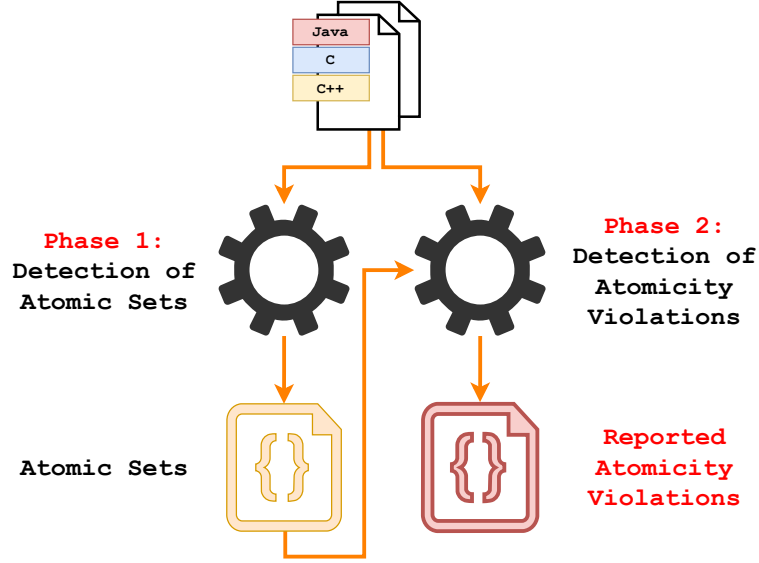 Java
C
C++
Phase 1:
Detection of
Atomic Sets
Phase 2:
Detection of
Atomicity
Violations
Atomic Sets
{}
Reported
Atomicity
Violations
{}